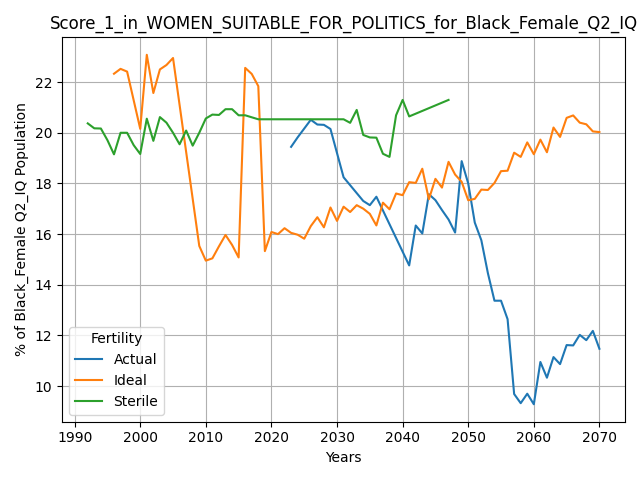 Score_1_in_WOMEN_SUITABLE_FOR_POLITICS_for_Black_Female_Q2_IQ
% of Black_Female Q2_IQ Population
22
20
18
16
14
12
10
Fertility
Actual
Ideal
Sterile
1990 2000 2010 2020 2030 2040 2050 2060 2070
Years